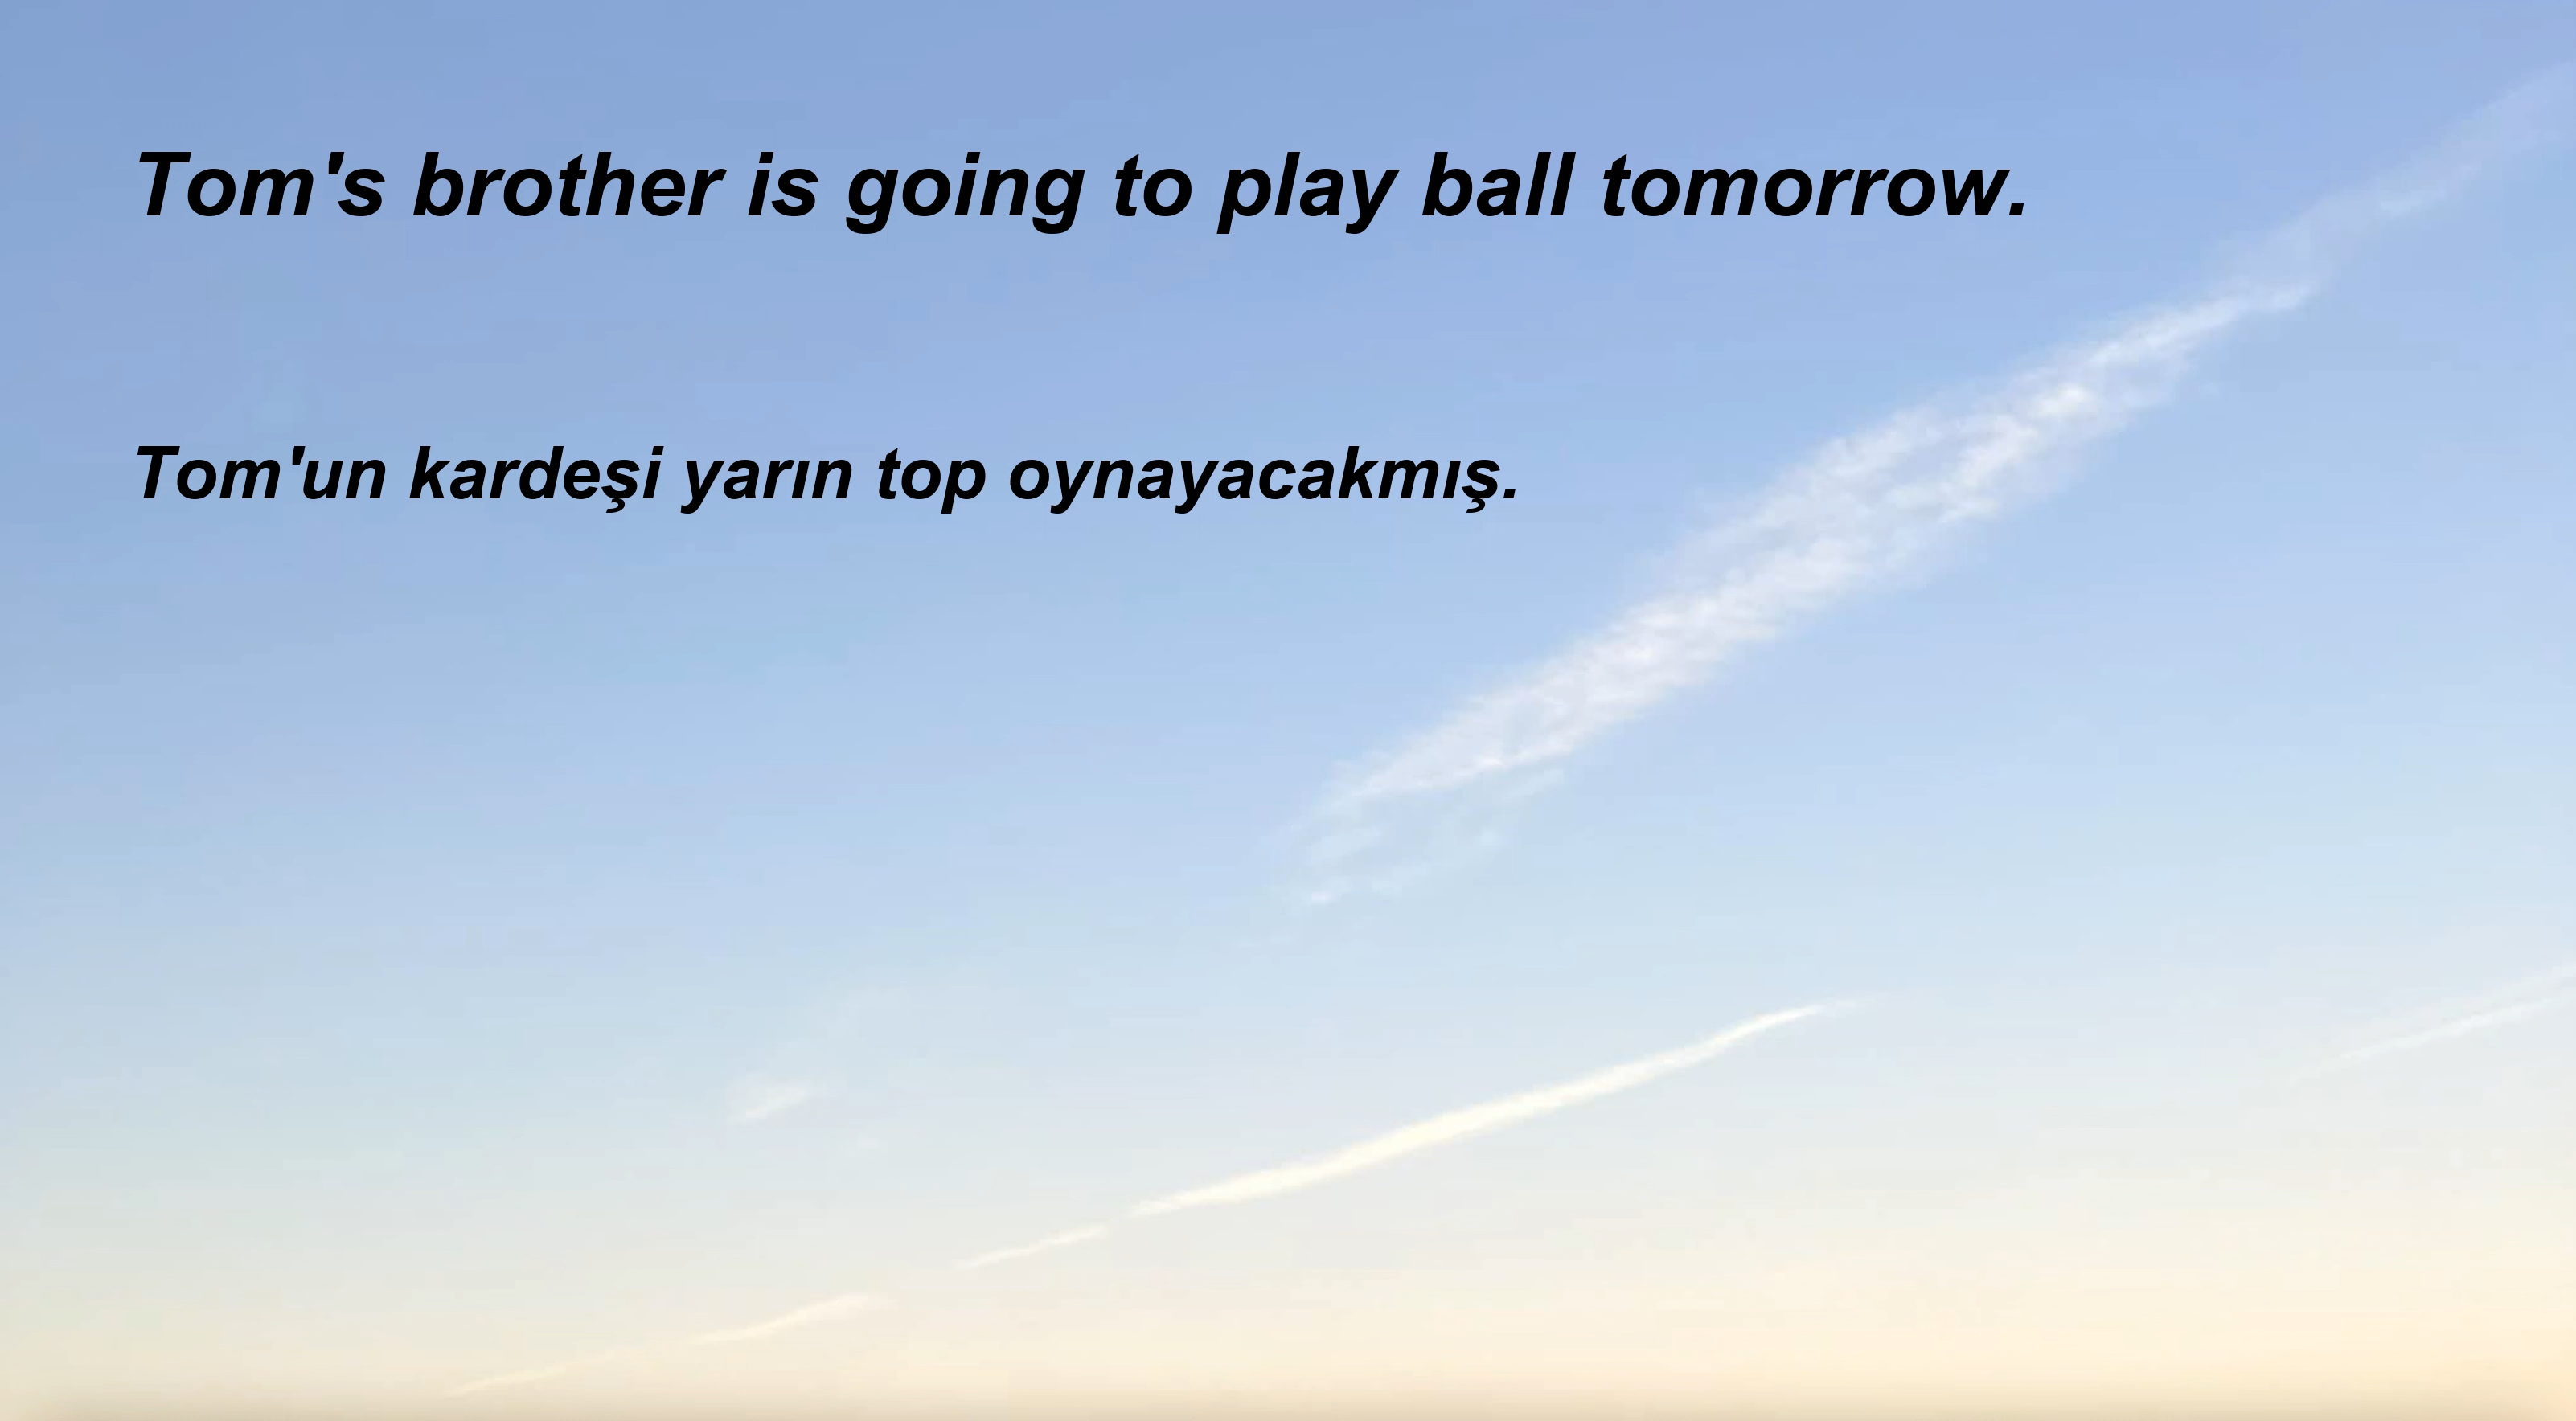 Tom's brother is going to play ball tomorrow.
Tom'un kardeşi yarın top oynayacakmış.